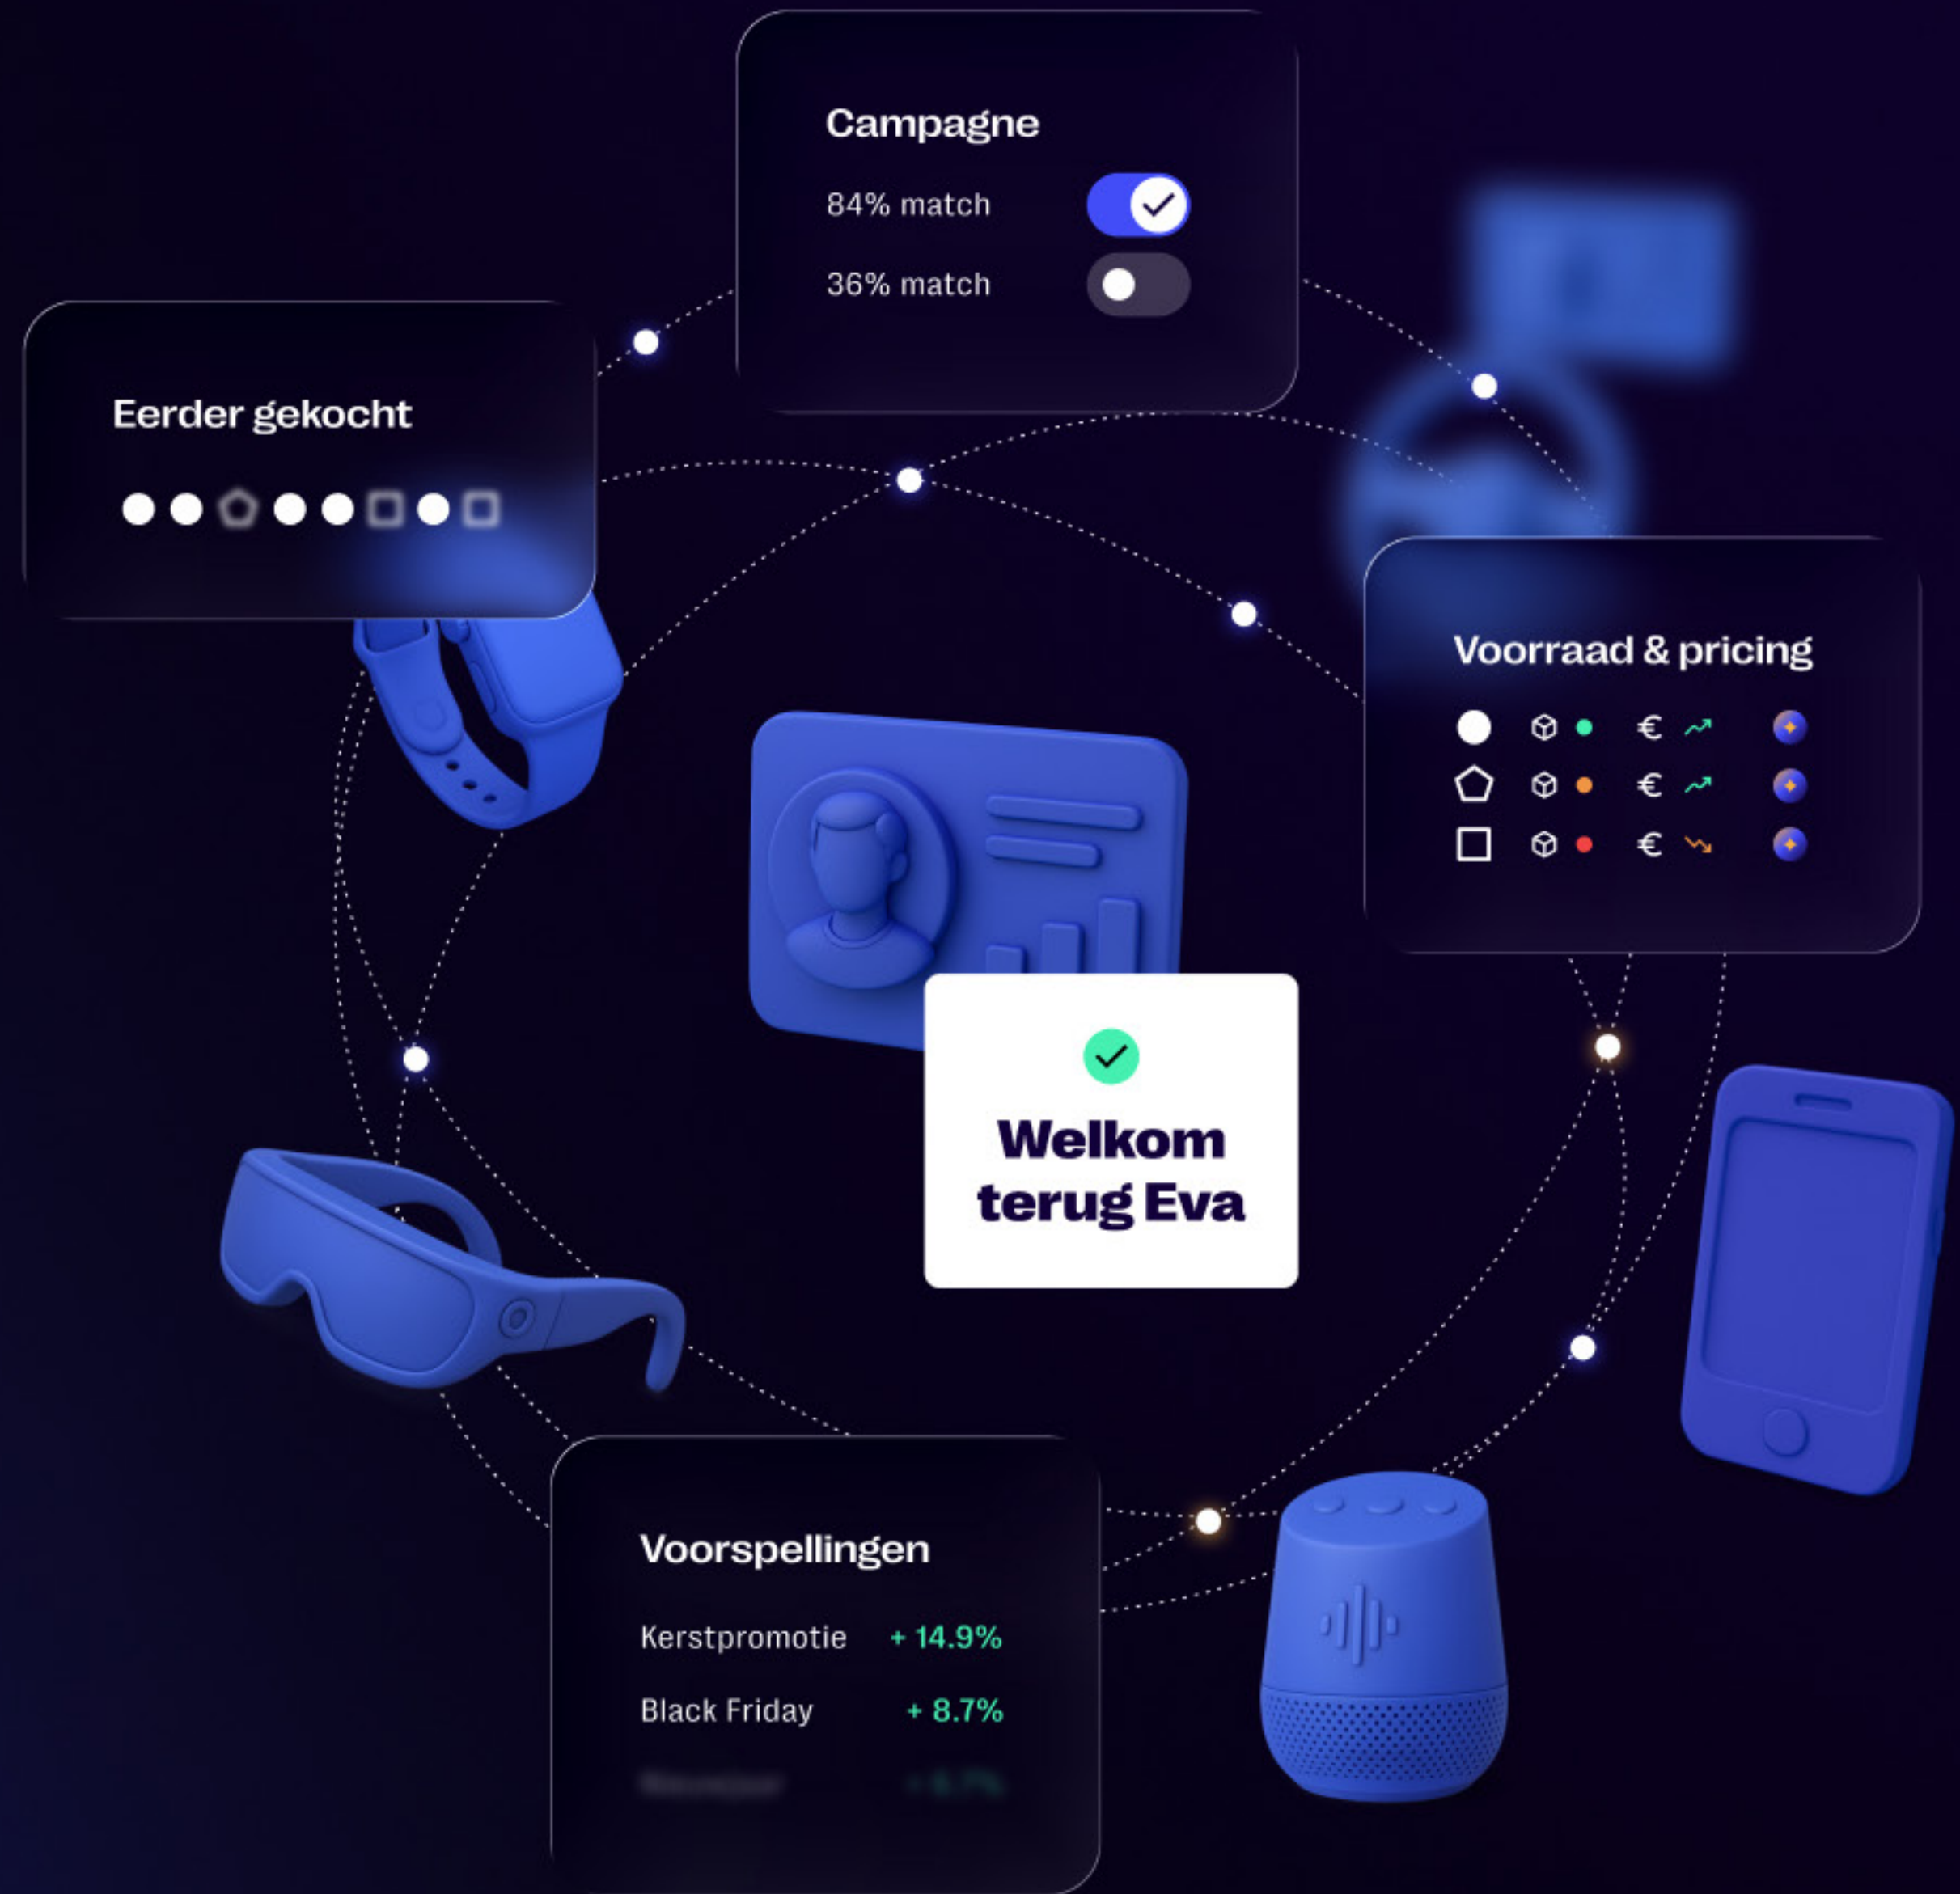 Campagne
84% match
36% match
Eerder gekocht
Voorraad & pricing
€
€
€
Welkom
terug Eva
Voorspellingen
Kerstpromotie + 14.9%
Black Friday + 8.7%